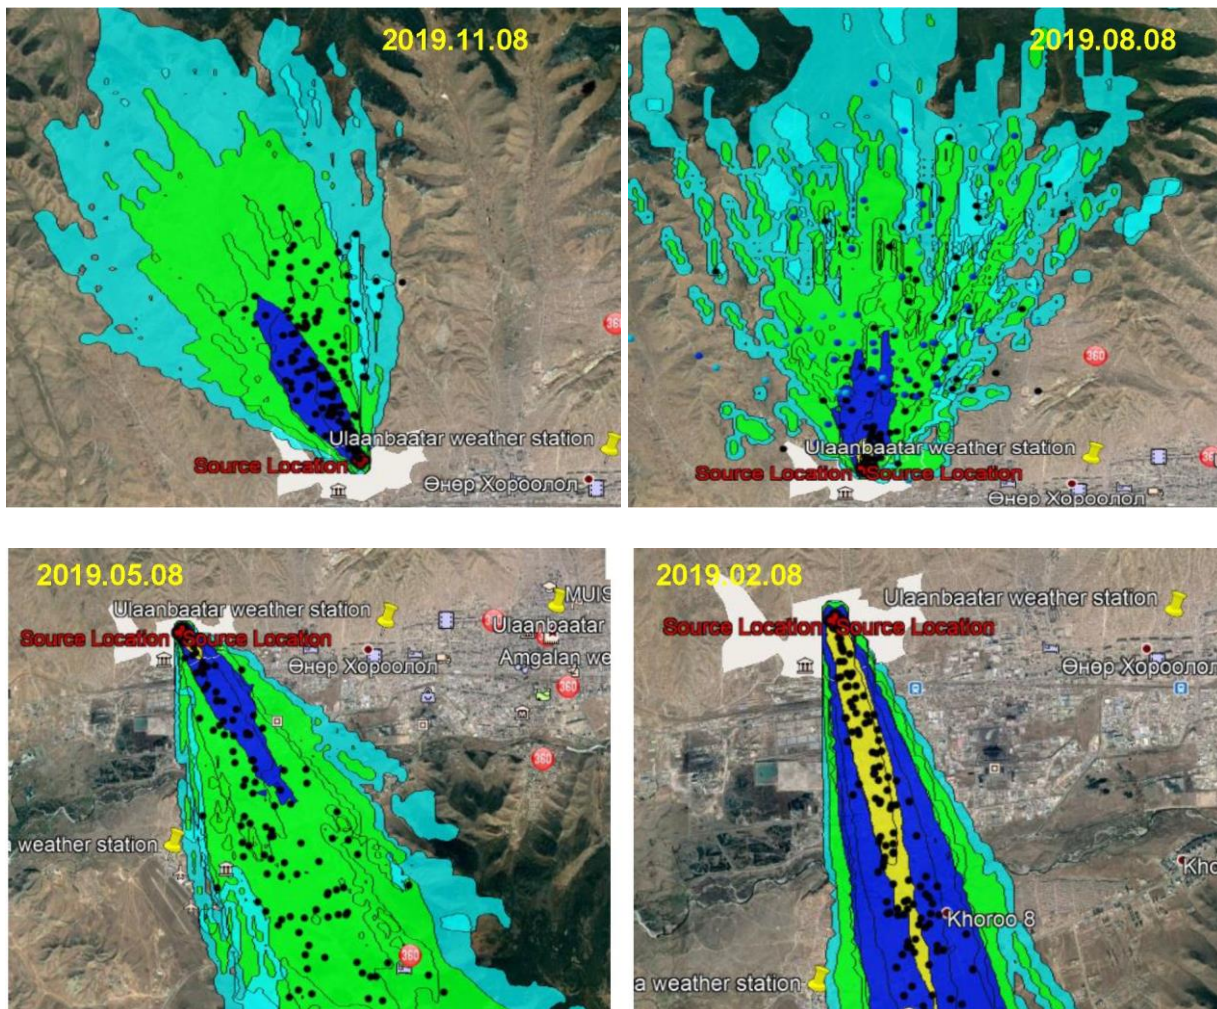 2019.11.08
Ulaanbaatar weather station
Source Location
Өнөр Хороолол
2019.08.08
360
Ulaanbaatar weather station
Source Location Source Location
Өнөр Хороолол
2019.05.08
MUIS
Ulaanbaatar weather station
Ulaanbaatar
Source Location Source Location
Өнөр Хороолол
Amgalan we
360
360
a weather station
360
2019.02.08
Ulaanbaatar weather station
Source Location Source Location
Өнөр Хороолол
Khoroo 8
Kho
a weather station